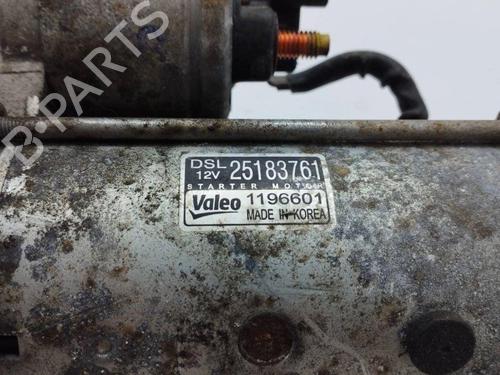 DSL
12V 25183761
STARTER MOTOR
Valeo 1196601
MADE IN KOREA
B-PARTS